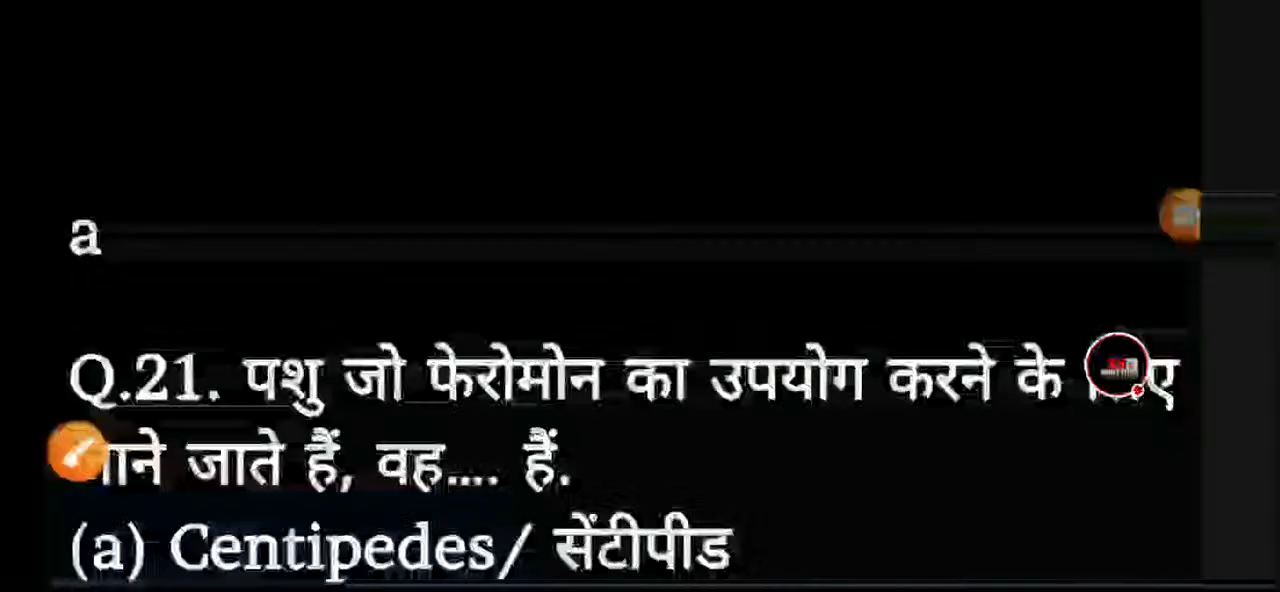 a
Q.21. पशु जो फेरोमोन का उपयोग करने के
जाते हैं, वह.... हैं.
(a) Centipedes/ सेंटीपीड